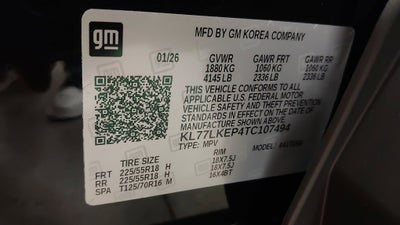 gm
MFD BY GM KOREA COMPANY
01/26 GVWR GAWR FRT GAWR RR
1880 KG 1060 KG 1060 KG
4145 LB 2336 LB 2336 LB
THIS VEHICLE CONFORMS TO ALL
APPLICABLE U.S. FEDERAL MOTOR
VEHICLE SAFETY AND THEFT PREVENTION
STANDARDS IN EFFECT ON THE DATE OF
MANUFACTURE SHOWN ABOVE.
KL77LKEP4TC107494
TYPE: MPV MODEL:
TIRE SIZE RIM
FRT 225/55R18 H 18X7.5J
RR 225/55R18 H 18X7.5J
SPA T125/70R16 M 16X4BT